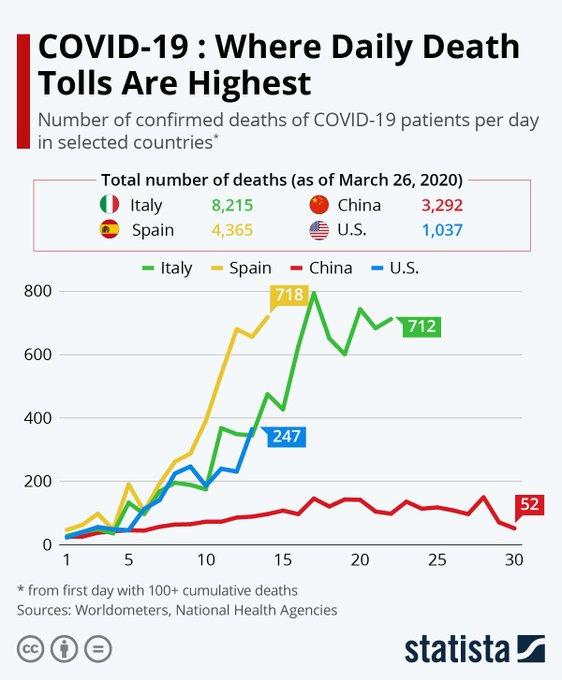 COVID-19 : Where Daily Death
Tolls Are Highest
Number of confirmed deaths of COVID-19 patients per day
in selected countries*
Total number of deaths (as of March 26, 2020)
Italy 8,215 China 3,292
Spain 4,365 U.S. 1,037
Italy Spain China U.S.
800
600
400
200
0
718
712
247
52
1 5 10 15 20 25 30
* from first day with 100+ cumulative deaths
Sources: Worldometers, National Health Agencies
cc =
statista